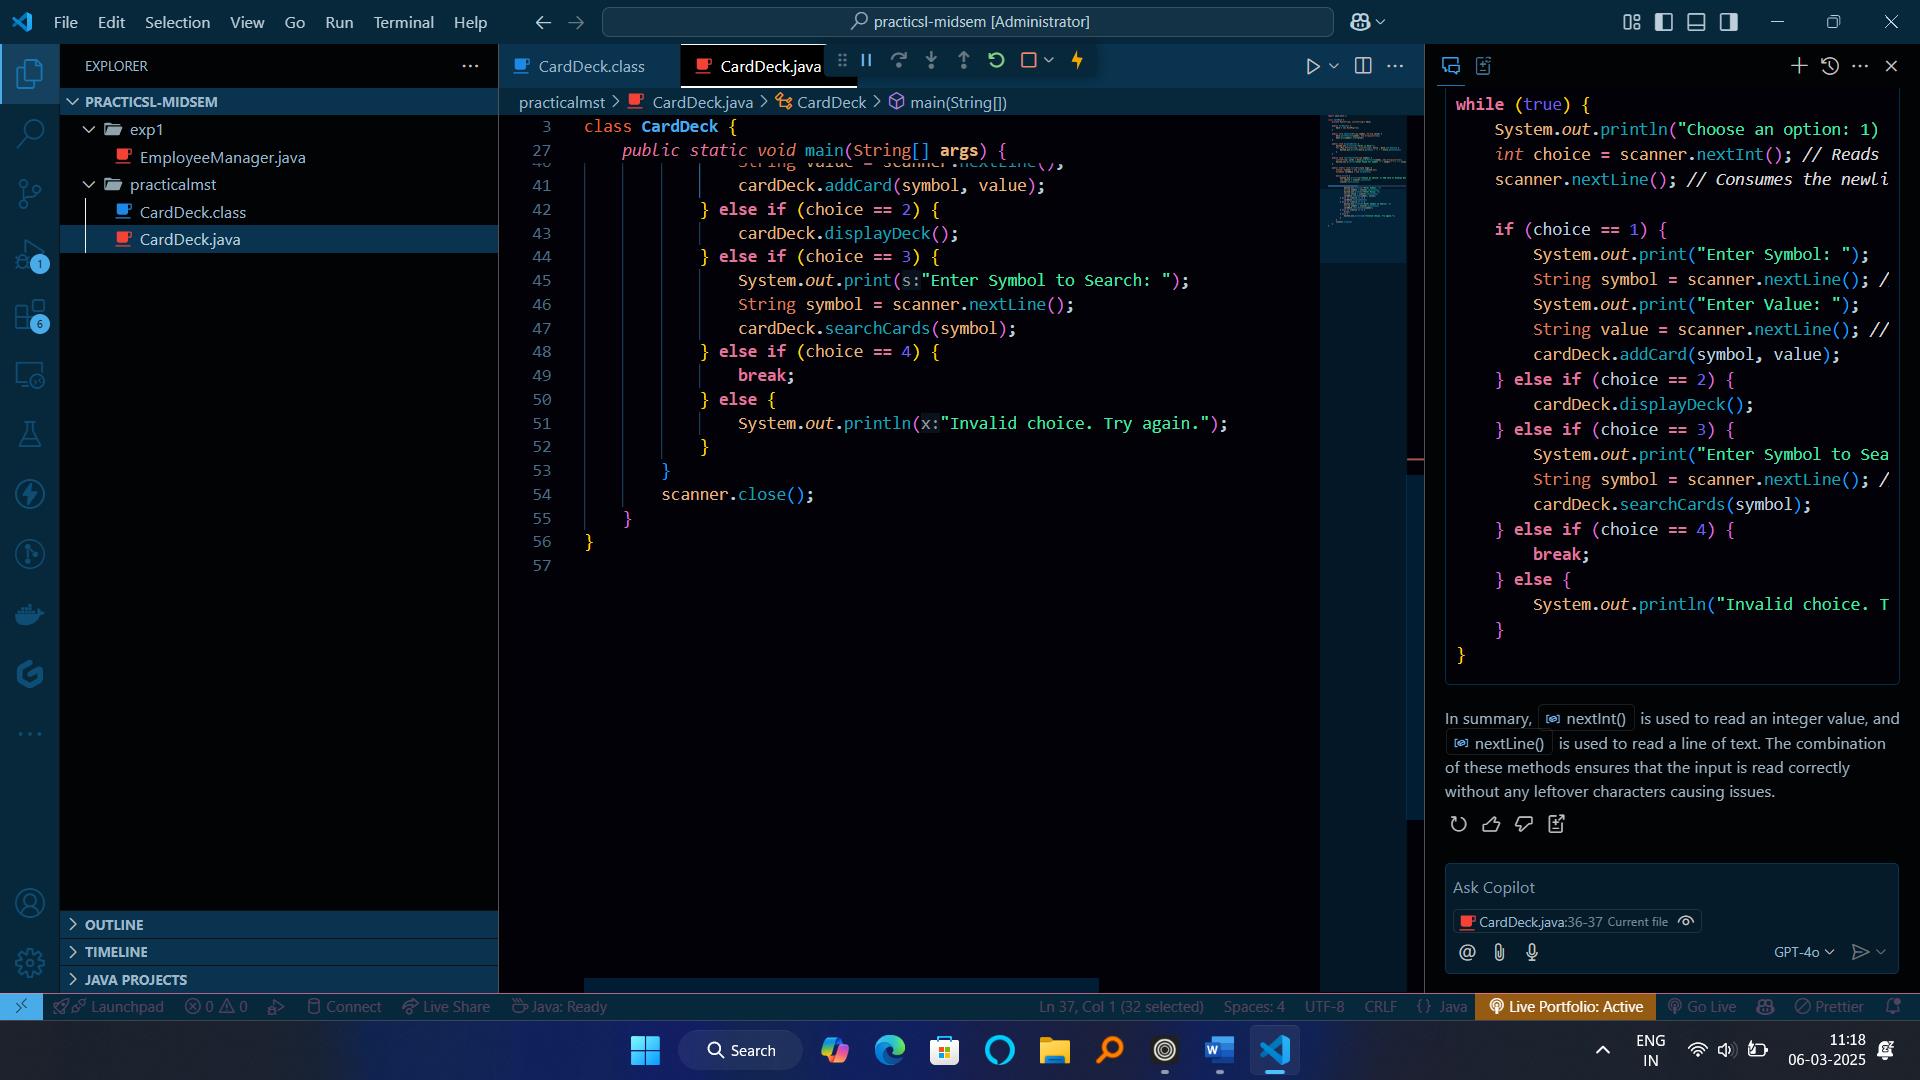 File Edit Selection View Go Run Terminal Help
practicsl-midsem [Administrator]
EXPLORER
PRACTICSL-MIDSEM
exp1
EmployeeManager.java
practicalmst
CardDeck.class
CardDeck.java
1
6
OUTLINE
TIMELINE
JAVA PROJECTS
CardDeck.class
CardDeck.java
practicalmst > CardDeck.java > CardDeck > main(String[])
3 class CardDeck {
27 public static void main(String[] args) {
40 String value = scanner.nextLine();
41 cardDeck.addCard(symbol, value);
42 } else if (choice == 2) {
43 cardDeck.displayDeck();
44 } else if (choice == 3) {
45 System.out.print(s:"Enter Symbol to Search: ");
46 String symbol = scanner.nextLine();
47 cardDeck.searchCards(symbol);
48 } else if (choice == 4) {
49 break;
50 } else {
51 System.out.println(x:"Invalid choice. Try again.");
52 }
53 }
54 scanner.close();
55 }
56 }
57
while (true) {
System.out.println("Choose an option: 1)
int choice = scanner.nextInt(); // Reads
scanner.nextLine(); // Consumes the newli
if (choice == 1) {
System.out.print("Enter Symbol: ");
String symbol = scanner.nextLine(); /
System.out.print("Enter Value: ");
String value = scanner.nextLine(); //
cardDeck.addCard(symbol, value);
} else if (choice == 2) {
cardDeck.displayDeck();
} else if (choice == 3) {
System.out.print("Enter Symbol to Sea
String symbol = scanner.nextLine(); /
cardDeck.searchCards(symbol);
} else if (choice == 4) {
break;
} else {
System.out.println("Invalid choice. T
}
}
In summary, nextInt() is used to read an integer value, and
nextLine() is used to read a line of text. The combination
of these methods ensures that the input is read correctly
without any leftover characters causing issues.
Ask Copilot
CardDeck.java:36-37 Current file
@ GPT-4o
Launchpad 0 0 Connect Live Share Java: Ready Ln 37, Col 1 (32 selected) Spaces: 4 UTF-8 CRLF {} Java Live Portfolio: Active Go Live Prettier
Search
ENG
IN
11:18
06-03-2025